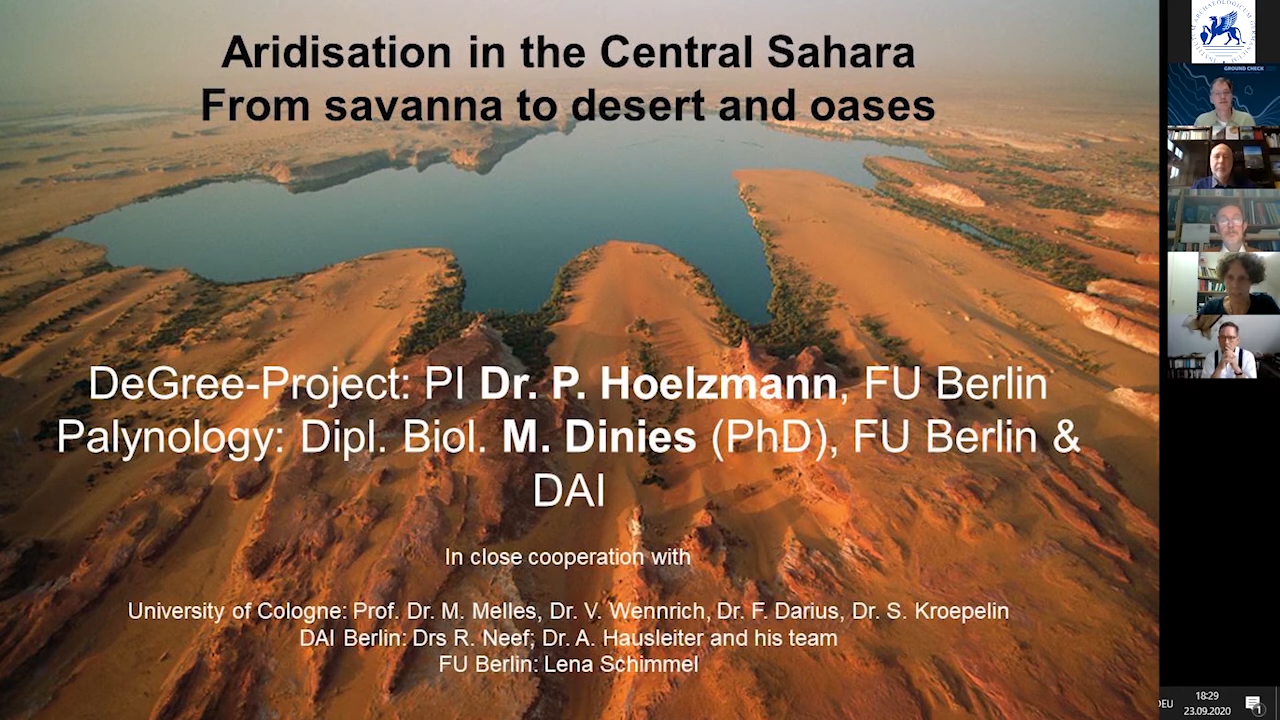 Aridisation in the Central Sahara
From savanna to desert and oases
DeGree-Project: PI Dr. P. Hoelzmann, FU Berlin
Palynology: Dipl. Biol. M. Dinies (PhD), FU Berlin &
DAI
In close cooperation with
University of Cologne: Prof. Dr. M. Melles, Dr. V. Wennrich, Dr. F. Darius, Dr. S. Kroepelin
DAI Berlin: Drs R. Neef; Dr. A. Hausleiter and his team
FU Berlin: Lena Schimmel
GROUND CHECK
DEU
18:29
23.09.2020
1